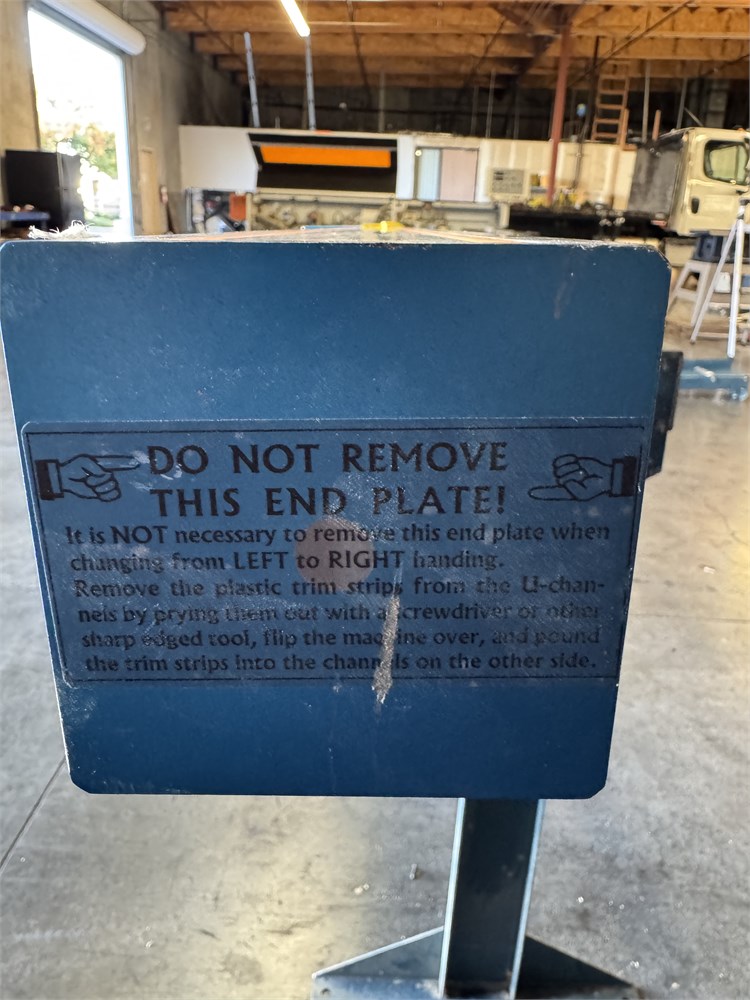 DO NOT REMOVE
THIS END PLATE!
It is NOT necessary to remove this end plate when
changing from LEFT to RIGHT handing.
Remove the plastic trim strips from the U-chan-
nels by prying them out with a screwdriver or other
sharp edged tool, flip the machine over, and pound
the trim strips into the channels on the other side.